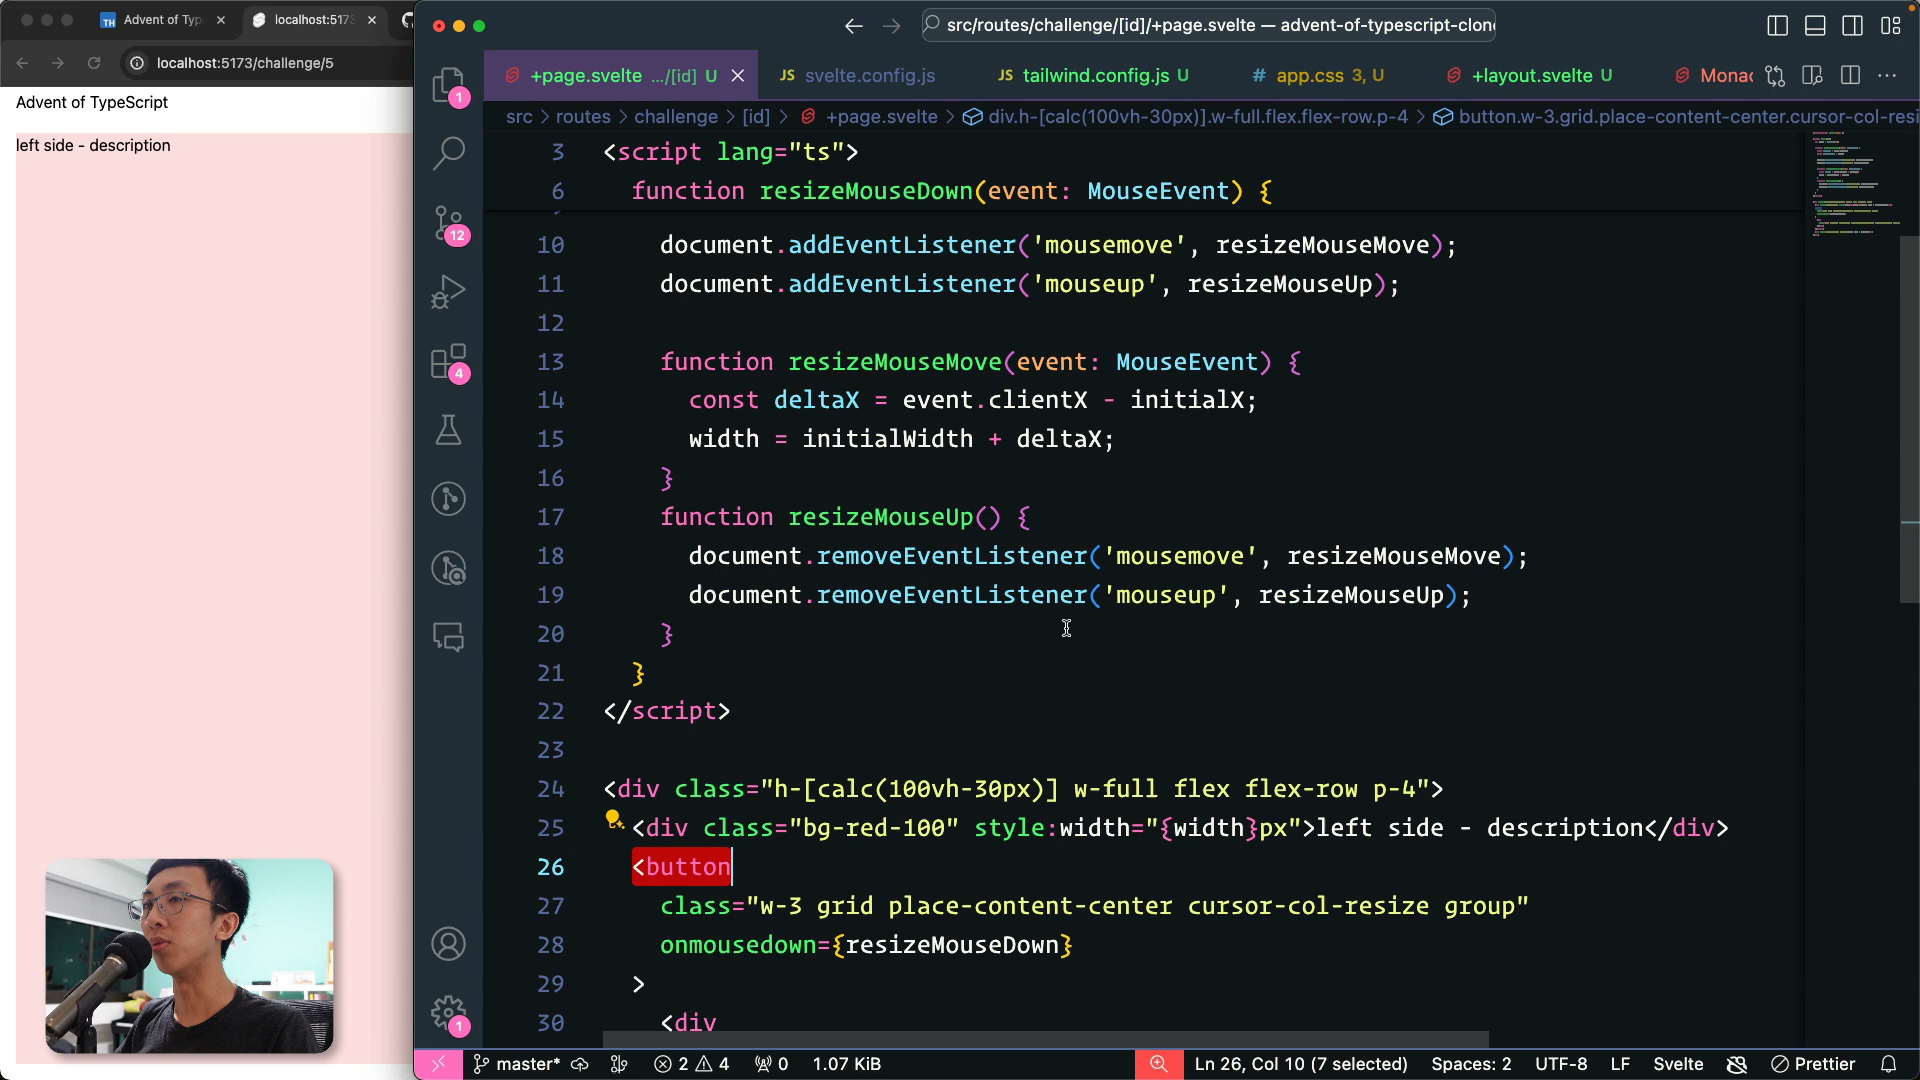 Advent of Typ
localhost:517
localhost:5173/challenge/5
Advent of TypeScript
left side - description
src/routes/challenge/[id]/+page.svelte — advent-of-typescript-clon
+page.svelte .../[id] U
JS svelte.config.js
JS tailwind.config.js U
# app.css 3, U
+layout.svelte U
Monac
src > routes > challenge > [id] > +page.svelte > div.h-[calc(100vh-30px)].w-full.flex.flex-row.p-4 > button.w-3.grid.place-content-center.cursor-col-resi
3 <script lang="ts">
6 function resizeMouseDown(event: MouseEvent) {
10 document.addEventListener('mousemove', resizeMouseMove);
11 document.addEventListener('mouseup', resizeMouseUp);
12
13 function resizeMouseMove(event: MouseEvent) {
14 const deltaX = event.clientX - initialX;
15 width = initialWidth + deltaX;
16 }
17 function resizeMouseUp() {
18 document.removeEventListener('mousemove', resizeMouseMove);
19 document.removeEventListener('mouseup', resizeMouseUp);
20 }
21 }
22 </script>
23
24 <div class="h-[calc(100vh-30px)] w-full flex flex-row p-4">
25 <div class="bg-red-100" style:width="{width}px">left side - description</div>
26 <button
27 class="w-3 grid place-content-center cursor-col-resize group"
28 onmousedown={resizeMouseDown}
29 >
30 <div
1
12
4
1
master*
2
4
0
1.07 KiB
Ln 26, Col 10 (7 selected)
Spaces: 2
UTF-8
LF
Svelte
Prettier